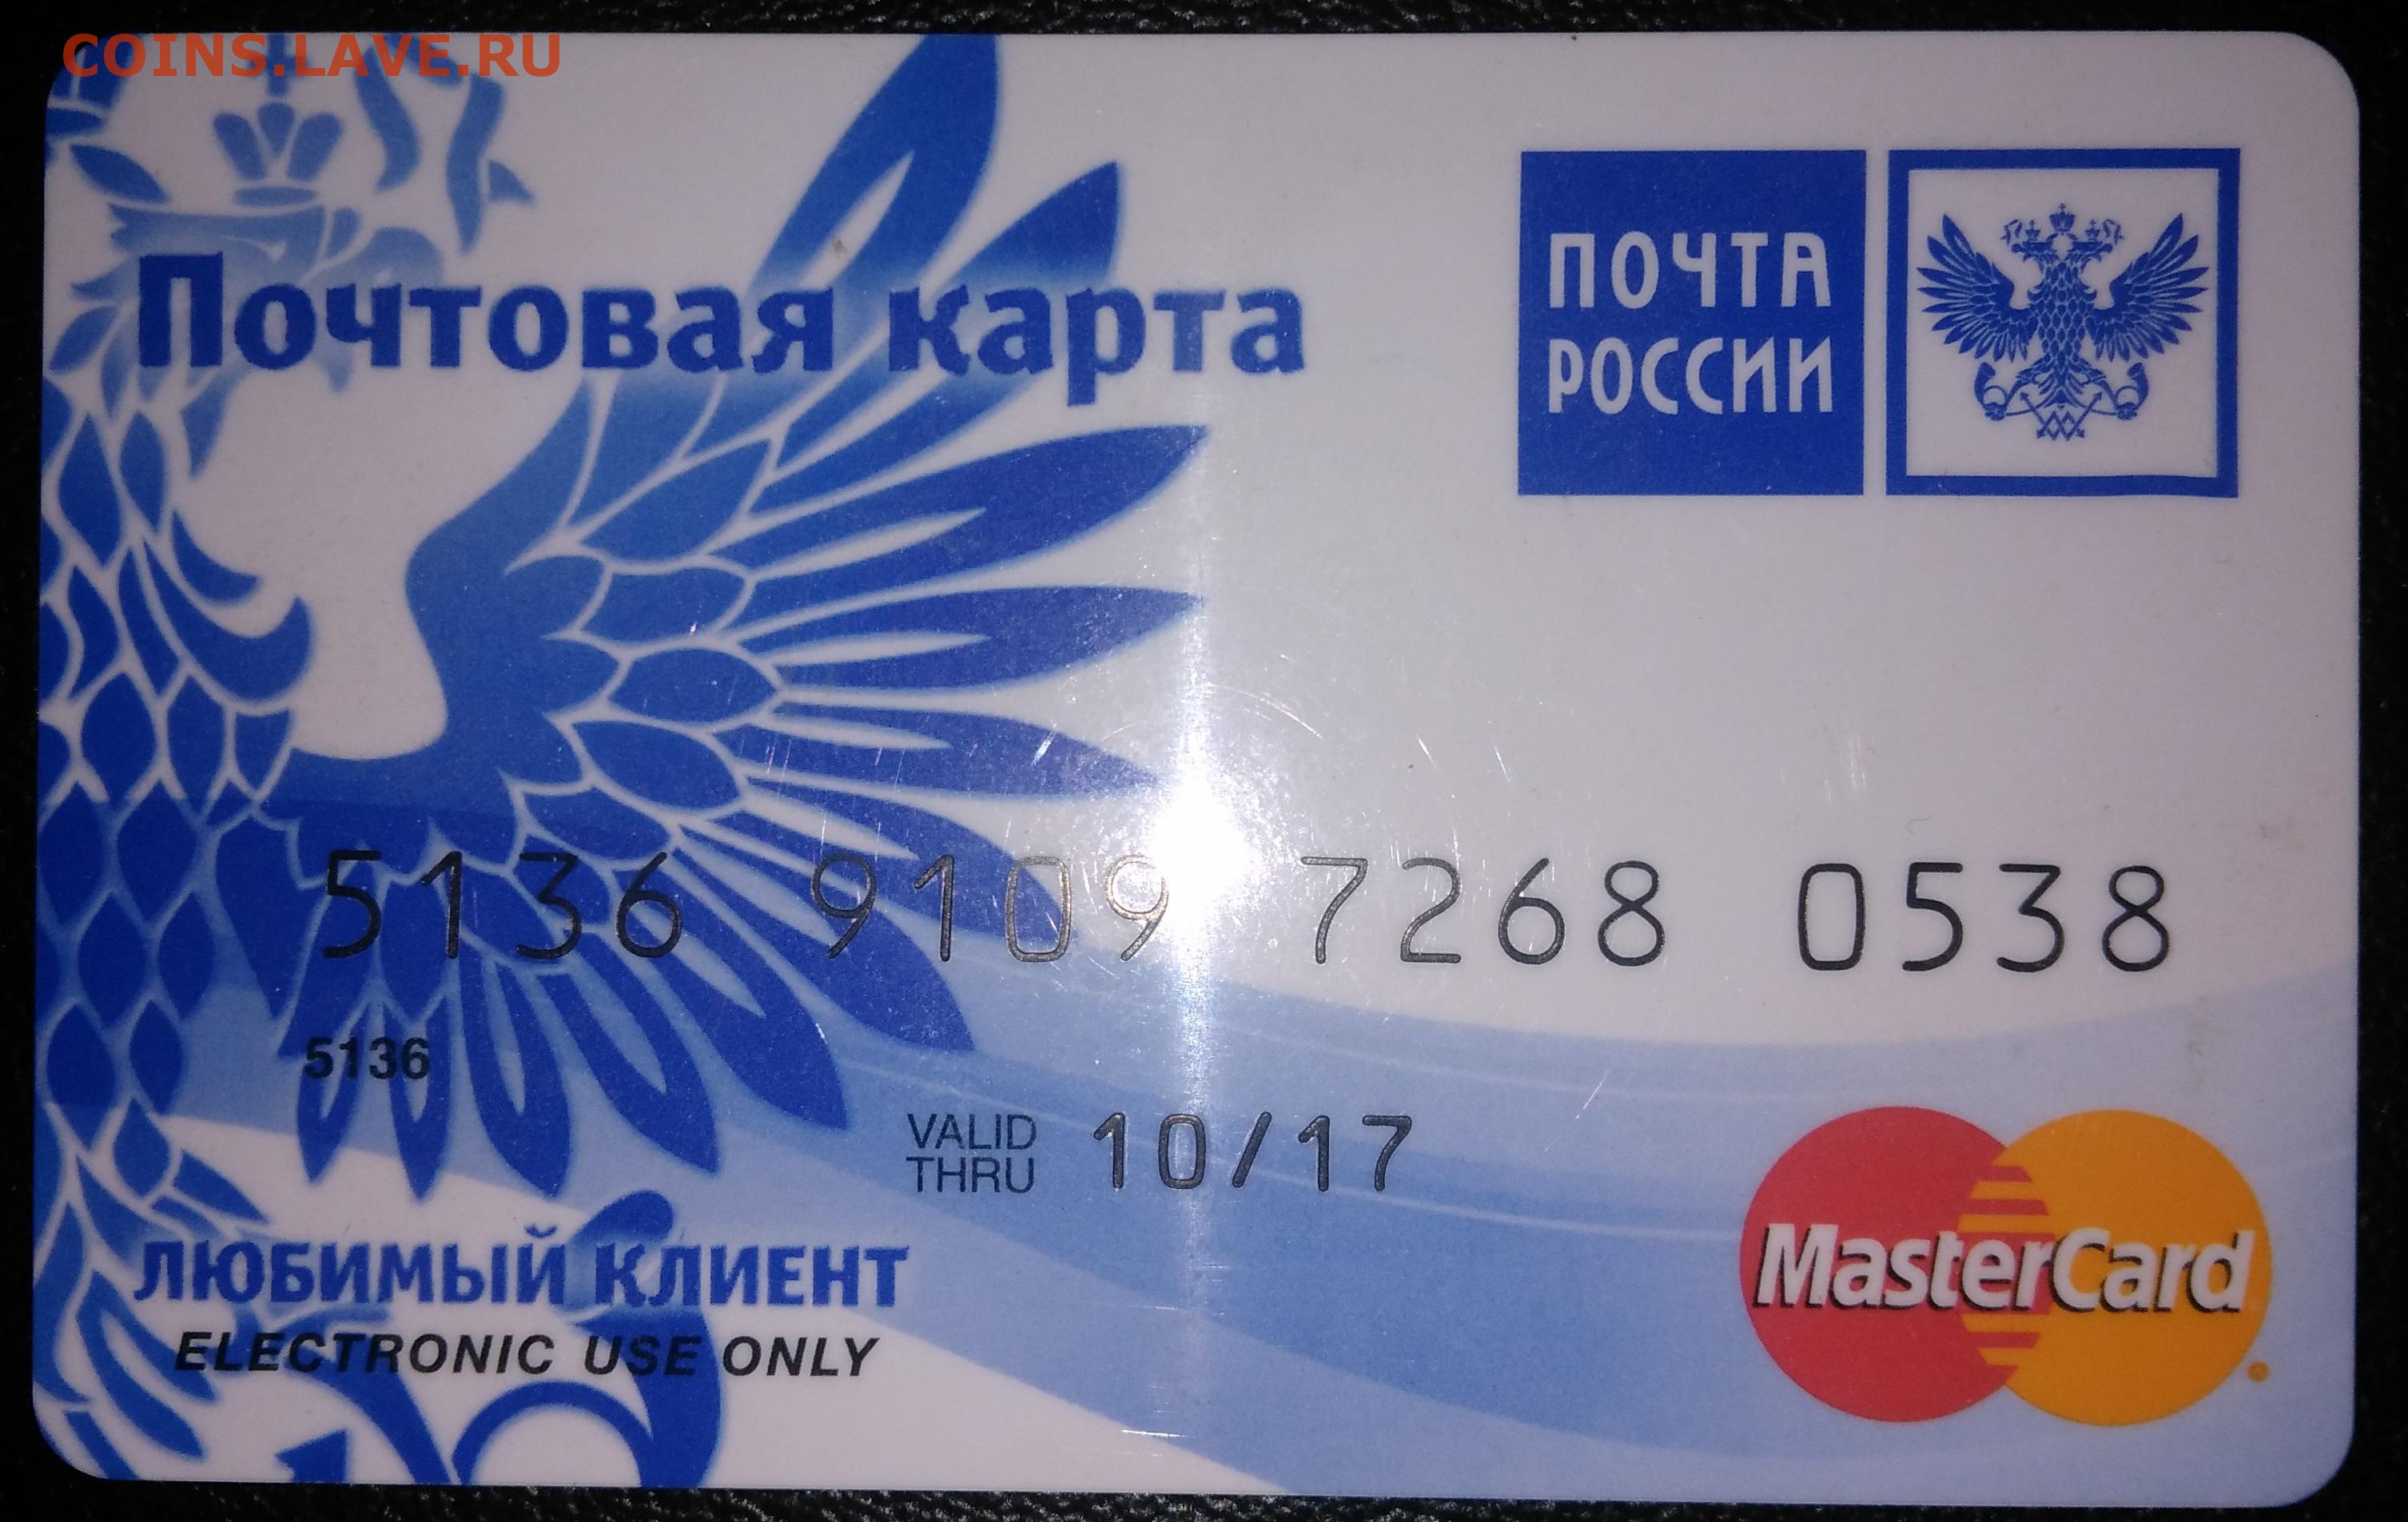 COINS.LAVE.RU
Почтовая карта
ПОЧТА
РОССИИ
5136 9109 7268 0538
5136
VALID
THRU
10/17
ЛЮБИМЫЙ КЛИЕНТ
ELECTRONIC USE ONLY
MasterCard